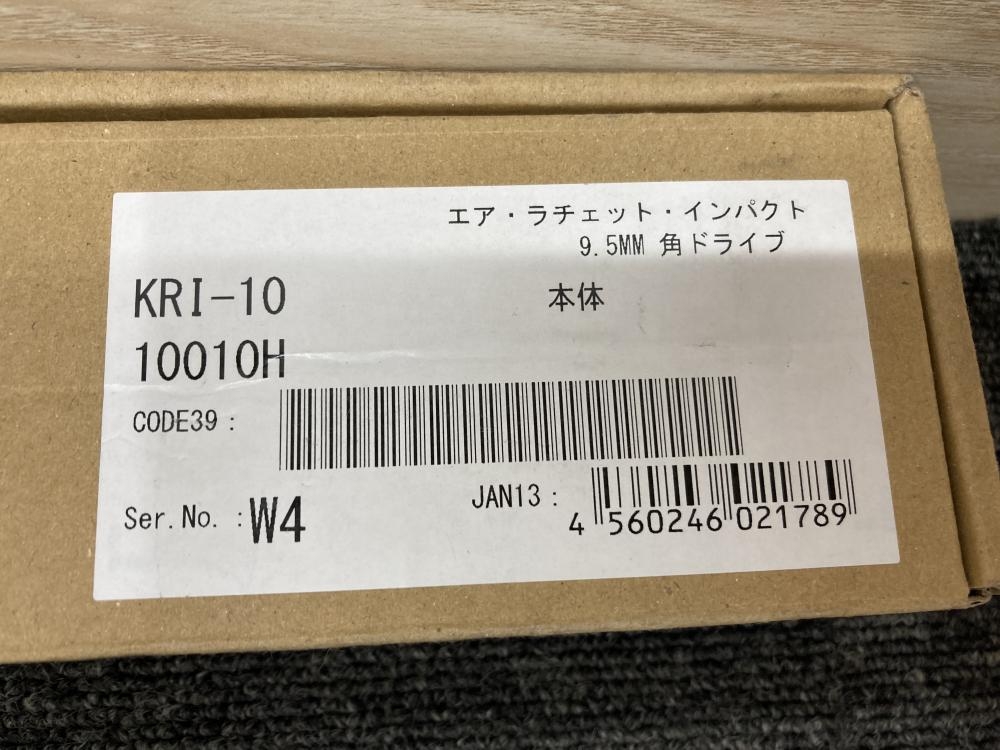 エア・ラチェット・インパクト
9.5MM 角ドライブ
KRI-10
本体
10010H
CODE39 :
Ser.No. :W4
JAN13 :
4 560246 021789